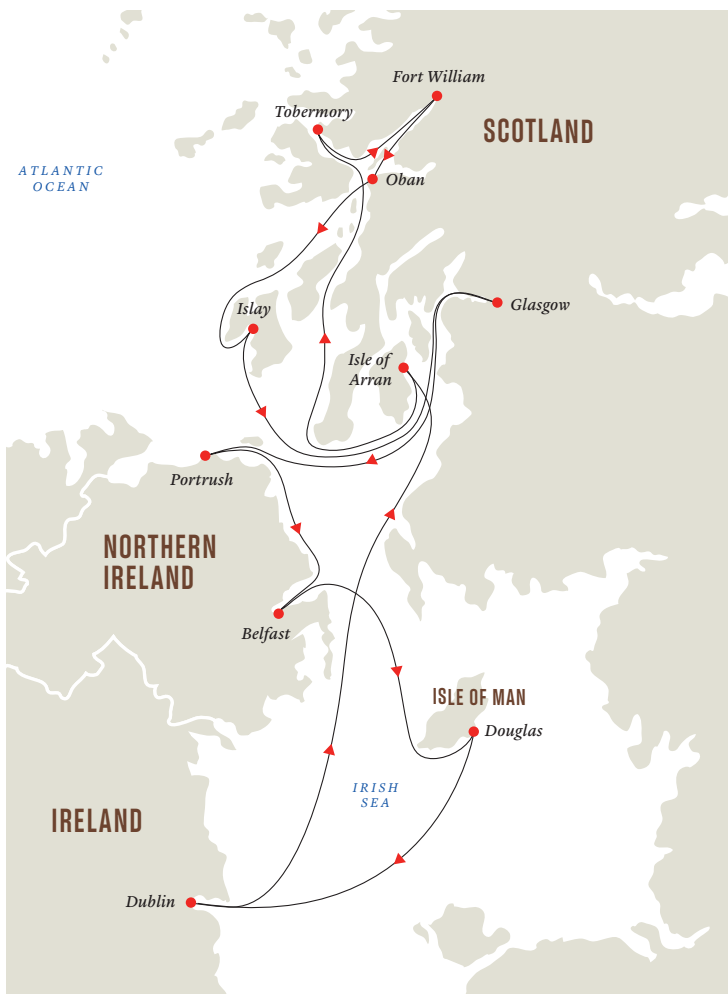 Fort William
Tobermory
SCOTLAND
ATLANTIC
OCEAN
Oban
Islay
Glasgow
Isle of
Arran
Portrush
NORTHERN
IRELAND
Belfast
ISLE OF MAN
Douglas
IRISH
SEA
IRELAND
Dublin